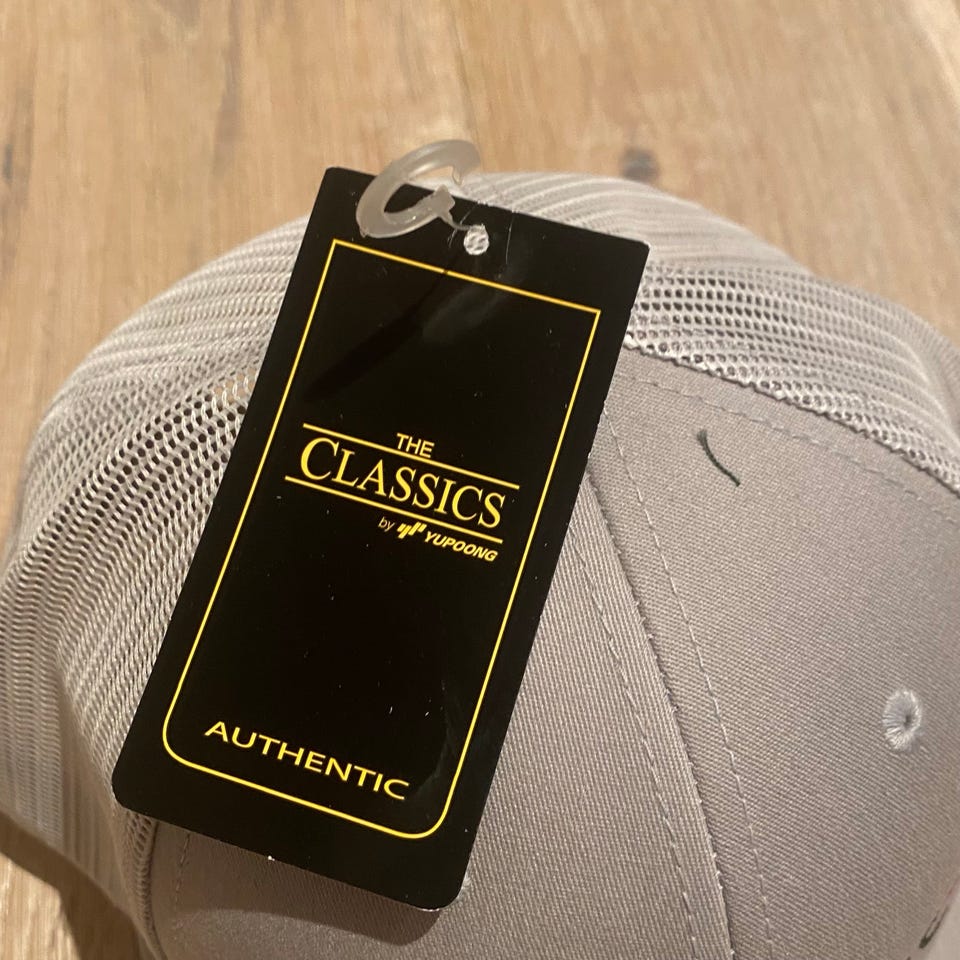 THE
CLASSICS
by YUPOONG
AUTHENTIC